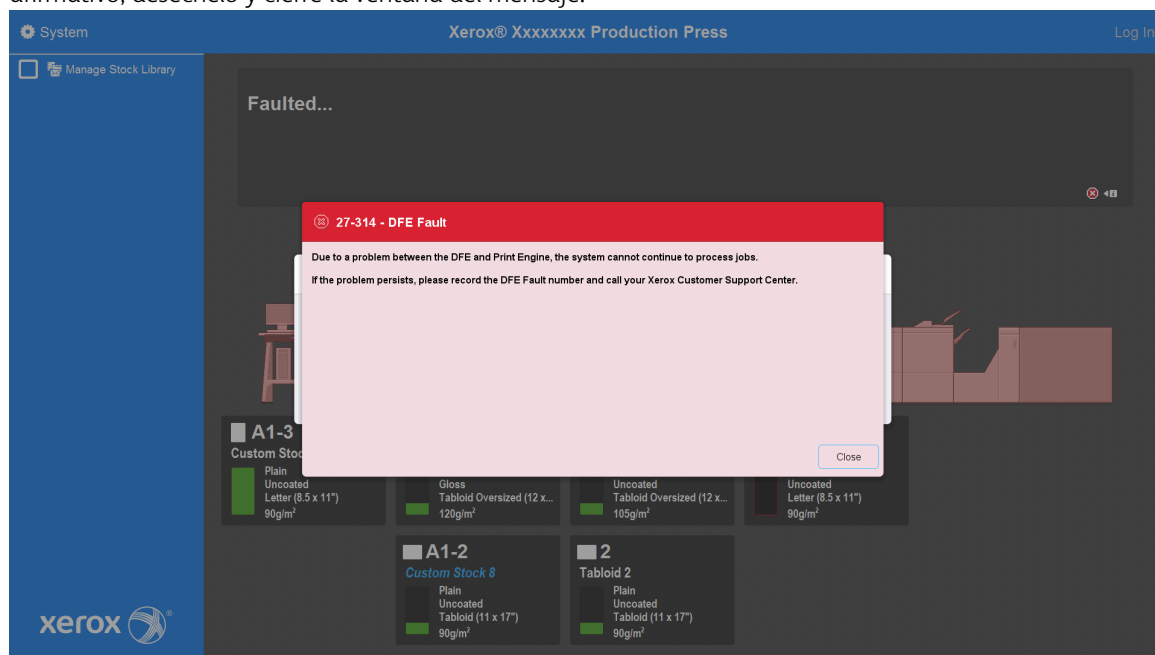 afirmativo, deséchelo y cierre la ventana del mensaje.
System
Xerox® Xxxxxxx Production Press
Log In
Manage Stock Library
Faulted...
27-314 - DFE Fault
Due to a problem between the DFE and Print Engine, the system cannot continue to process jobs.
If the problem persists, please record the DFE Fault number and call your Xerox Customer Support Center.
Close
A1-3
Custom Stoc
Plain
Uncoated
Letter (8.5 x 11")
90g/m²
Gloss
Tabloid Oversized (12 x...
120g/m²
Uncoated
Tabloid Oversized (12 x...
105g/m²
Uncoated
Letter (8.5 x 11")
90g/m²
A1-2
Custom Stock 8
Plain
Uncoated
Tabloid (11 x 17")
90g/m²
2
Tabloid 2
Plain
Uncoated
Tabloid (11 x 17")
90g/m²
xerox®